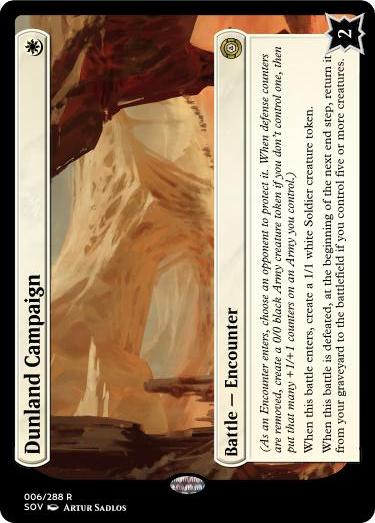 Dunland Campaign
Battle — Encounter
(As an Encounter enters, choose an opponent to protect it. When defense counters
are removed, create a 0/0 black Army creature token if you don't control one, then
put that many +1/+1 counters on an Army you control.)
When this battle enters, create a 1/1 white Soldier creature token.
When this battle is defeated, at the beginning of the next end step, return it
from your graveyard to the battlefield if you control five or more creatures.
2
006/288 R
SOV Artur Sadlos